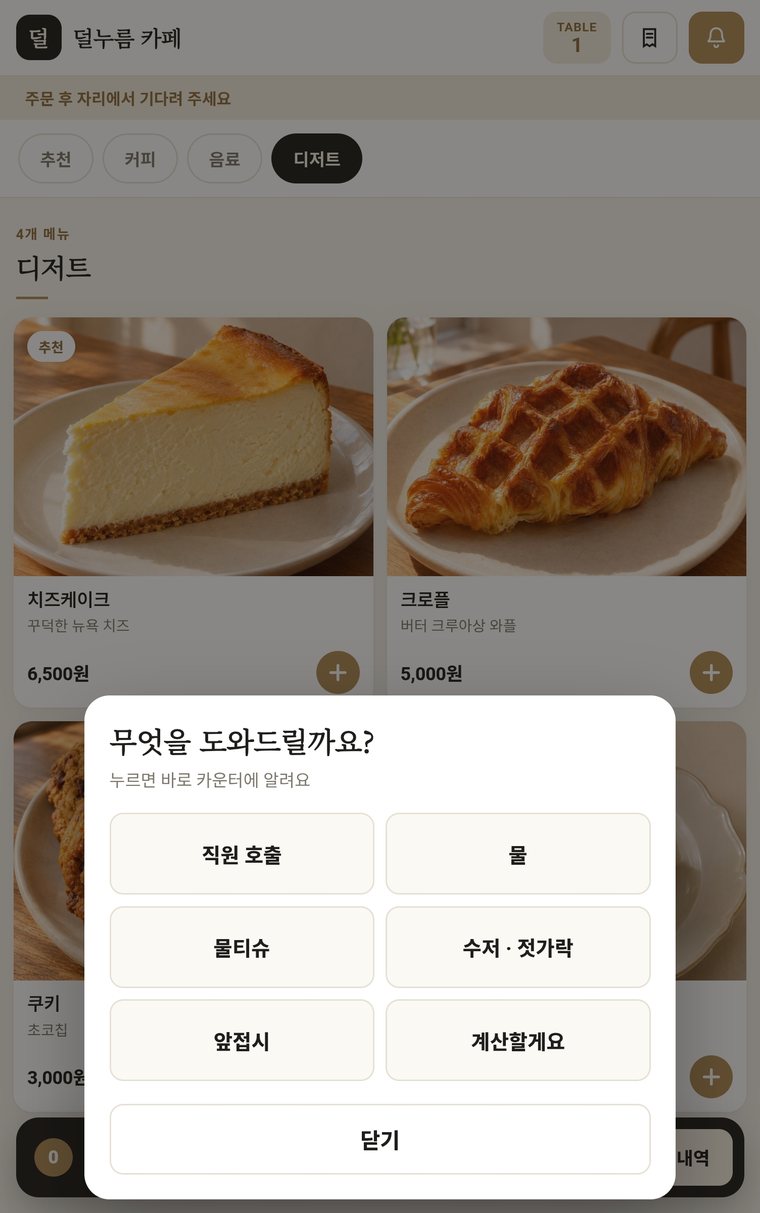 덜 덜누름 카페
TABLE
1
주문 후 자리에서 기다려 주세요
추천 커피 음료 디저트
4개 메뉴
디저트
추천
치즈케이크
꾸덕한 뉴욕 치즈
6,500원
크로플
버터 크루아상 와플
5,000원
무엇을 도와드릴까요?
누르면 바로 카운터에 알려요
직원 호출 물
물티슈 수저 · 젓가락
앞접시 계산할게요
닫기
쿠키
초코칩
3,000원
0
내역